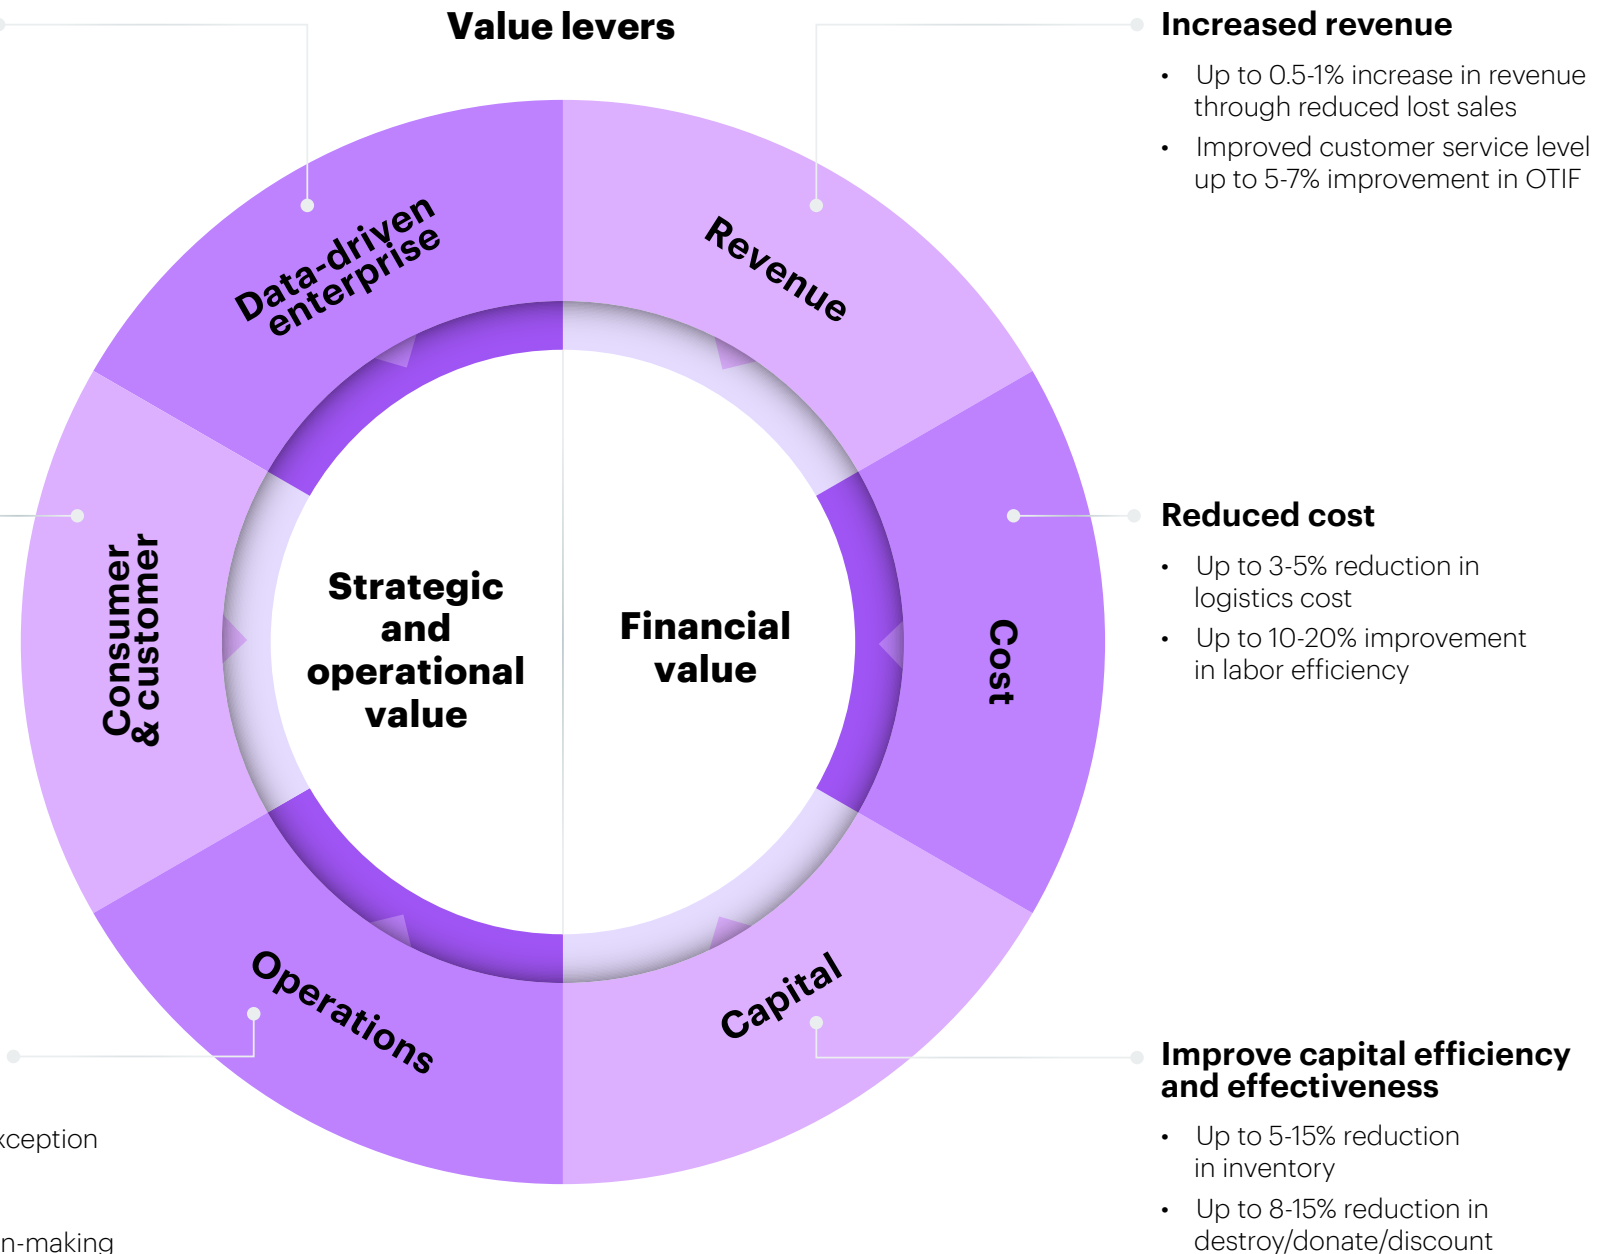 Value levers
Data-driven
enterprise
Consumer
& customer
Operations
Strategic
and
operational
value
Financial
value
Revenue
Cost
Capital
Increased revenue
• Up to 0.5-1% increase in revenue
through reduced lost sales
• Improved customer service level
up to 5-7% improvement in OTIF
Reduced cost
• Up to 3-5% reduction in
logistics cost
• Up to 10-20% improvement
in labor efficiency
Improve capital efficiency
and effectiveness
• Up to 5-15% reduction
in inventory
• Up to 8-15% reduction in
destroy/donate/discount